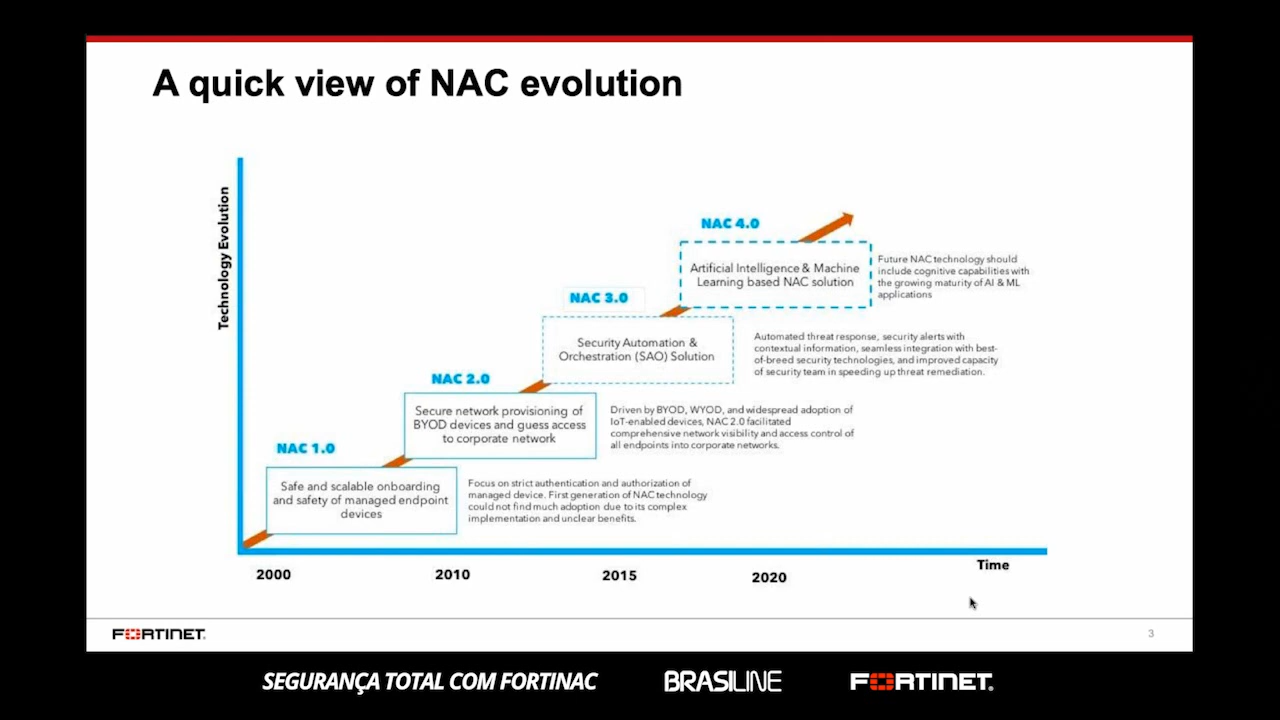 A quick view of NAC evolution
Technology Evolution
NAC 4.0
Artificial Intelligence & Machine
Learning based NAC solution
Future NAC technology should
include cognitive capabilities with
the growing maturity of AI & ML
applications
NAC 3.0
Security Automation &
Orchestration (SAO) Solution
Automated threat response, security alerts with
contextual information, seamless integration with best-
of-breed security technologies, and improved capacity
of security team in speeding up threat remediation.
NAC 2.0
Secure network provisioning of
BYOD devices and guess access
to corporate network
Driven by BYOD, WYOD, and widespread adoption of
IoT-enabled devices, NAC 2.0 facilitated
comprehensive network visibility and access control of
all endpoints into corporate networks.
NAC 1.0
Safe and scalable onboarding
and safety of managed endpoint
devices
Focus on strict authentication and authorization of
managed device. First generation of NAC technology
could not find much adoption due to its complex
implementation and unclear benefits.
2000
2010
2015
2020
Time
FORTINET
3
SEGURANÇA TOTAL COM FORTINAC
BRASILINE
FORTINET